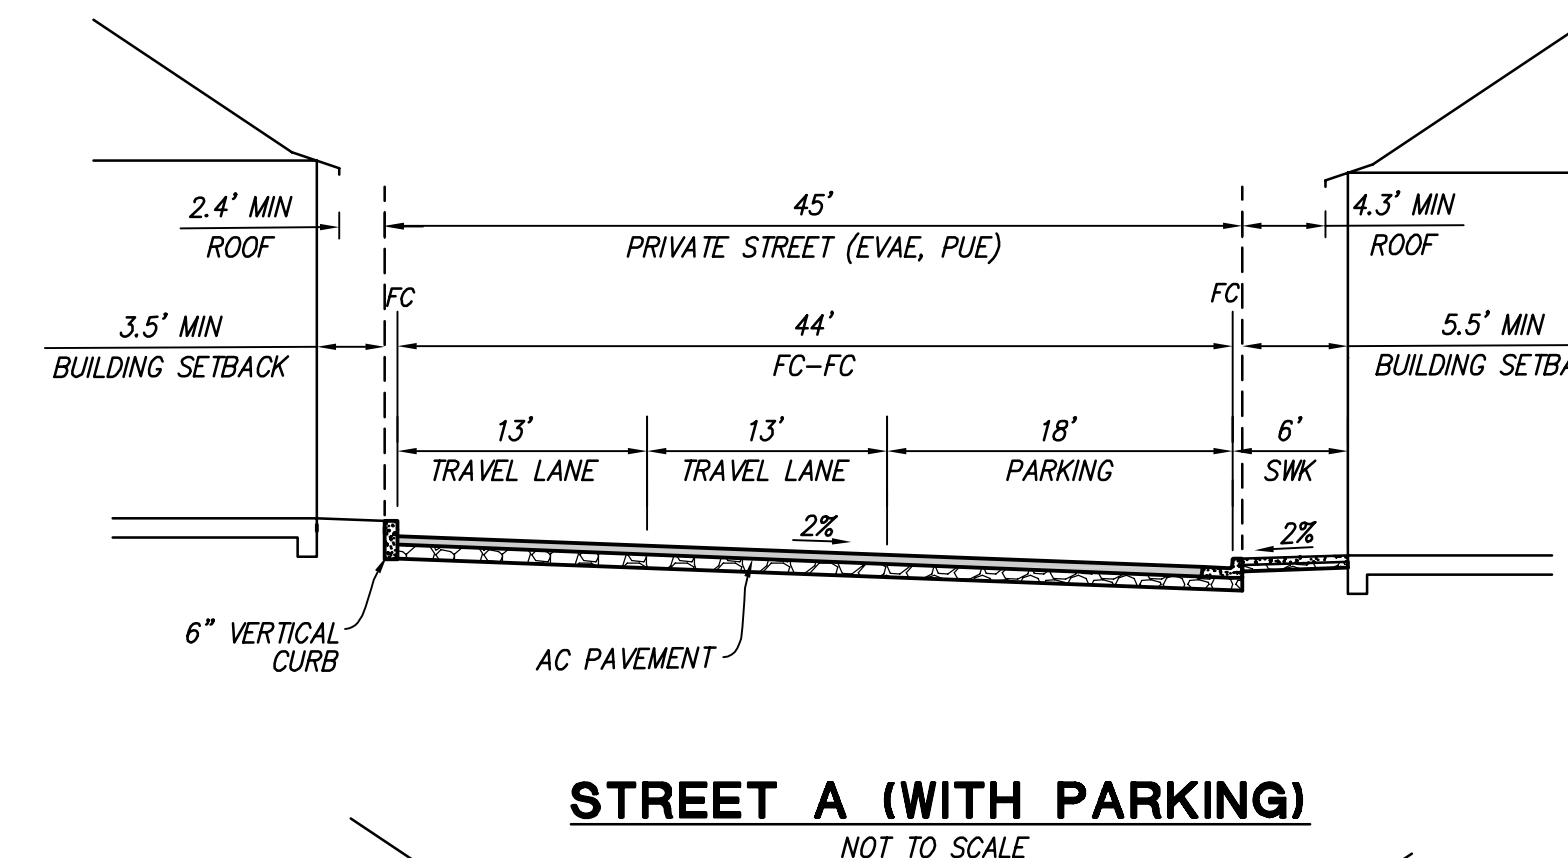 2.4' MIN
ROOF
45'
PRIVATE STREET (EVAE, PUE)
4.3' MIN
ROOF
FC
FC
3.5' MIN
BUILDING SETBACK
44'
FC-FC
5.5' MIN
BUILDING SETBA
13'
TRAVEL LANE
13'
TRAVEL LANE
18'
PARKING
6'
SWK
2%
2%
6" VERTICAL
CURB
AC PAVEMENT
STREET A (WITH PARKING)
NOT TO SCALE